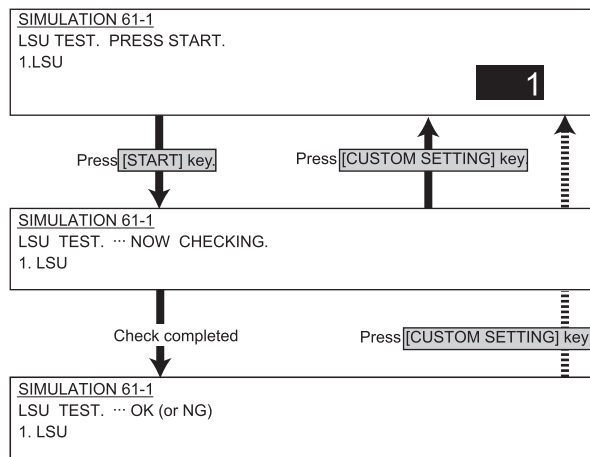 SIMULATION 61-1
LSU TEST. PRESS START.
1.LSU
1
Press [START] key.
Press [CUSTOM SETTING] key.
SIMULATION 61-1
LSU TEST. ··· NOW CHECKING.
1. LSU
Check completed
Press [CUSTOM SETTING] key
SIMULATION 61-1
LSU TEST. ··· OK (or NG)
1. LSU